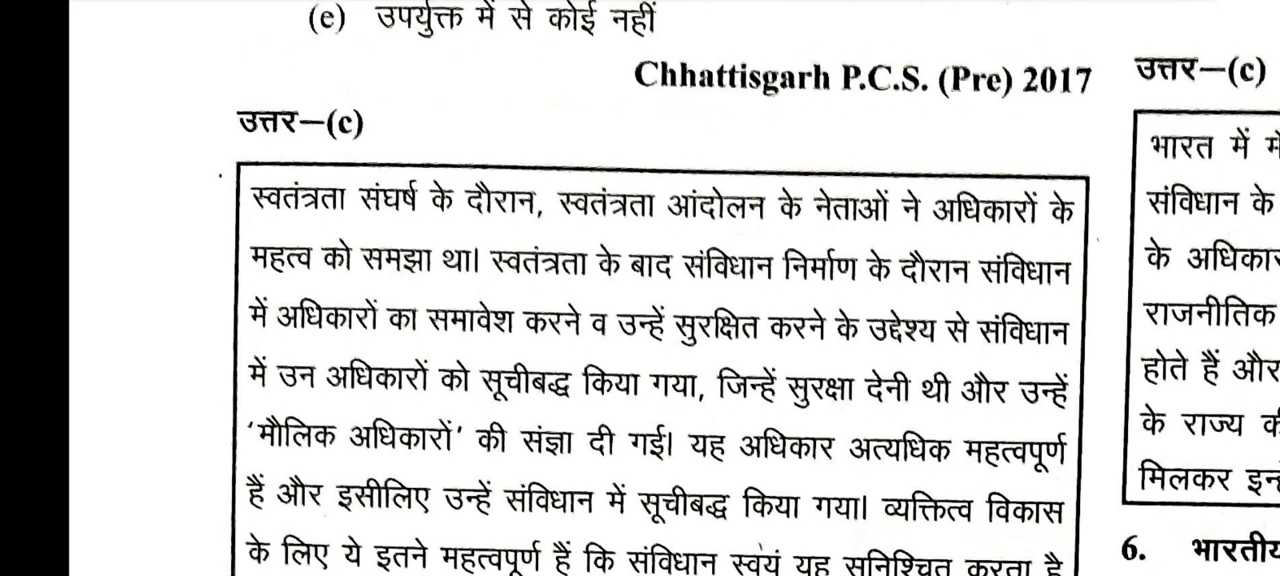 (e) उपर्युक्त में से कोई नहीं
Chhattisgarh P.C.S. (Pre) 2017
उत्तर–(c)
स्वतंत्रता संघर्ष के दौरान, स्वतंत्रता आंदोलन के नेताओं ने अधिकारों के
महत्व को समझा था। स्वतंत्रता के बाद संविधान निर्माण के दौरान संविधान
में अधिकारों का समावेश करने व उन्हें सुरक्षित करने के उद्देश्य से संविधान
में उन अधिकारों को सूचीबद्ध किया गया, जिन्हें सुरक्षा देनी थी और उन्हें
'मौलिक अधिकारों' की संज्ञा दी गई। यह अधिकार अत्यधिक महत्वपूर्ण
हैं और इसीलिए उन्हें संविधान में सूचीबद्ध किया गया। व्यक्तित्व विकास
के लिए ये इतने महत्वपूर्ण हैं कि संविधान स्वयं यह सुनिश्चित करता है
उत्तर–(c)
भारत में
संविधान के
के
राजनीतिक
होते हैं और
के राज्य
मिलकर
6. भारतीय